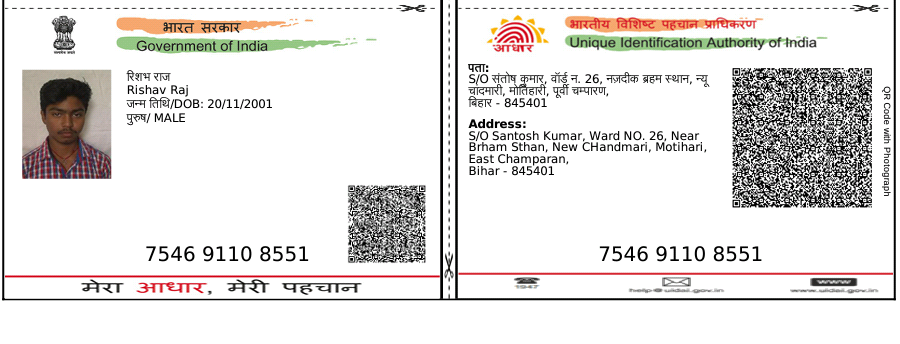 भारत सरकार
Government of India
रिशभ राज
Rishav Raj
जन्म तिथि/DOB: 20/11/2001
पुरुष/ MALE
7546 9110 8551
मेरा आधार, मेरी पहचान
आधार
भारतीय विशिष्ट पहचान प्राधिकरण
Unique Identification Authority of India
पता:
S/O संतोष कुमार, वॉर्ड न. 26, नज़दीक ब्रहम स्थान, न्यू
चांदमारी, मोतिहारी, पूर्वी चम्पारण,
बिहार - 845401
Address:
S/O Santosh Kumar, Ward NO. 26, Near
Brham Sthan, New CHandmari, Motihari,
East Champaran,
Bihar - 845401
QR Code with Photograph
7546 9110 8551
1947
help@uidai.gov.in
www
www.uidai.gov.in